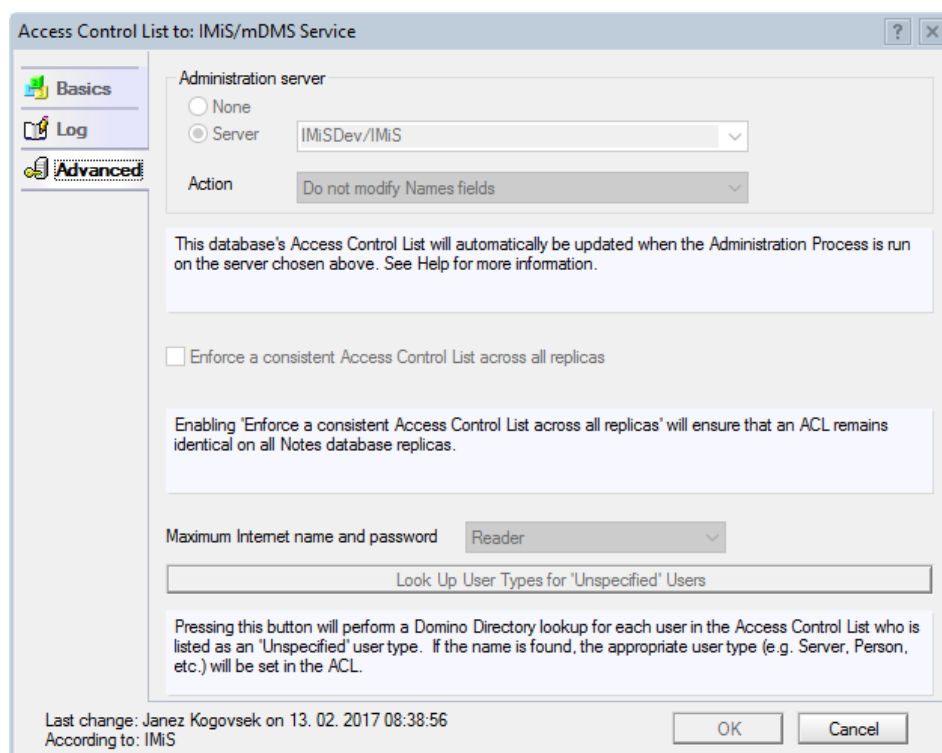 Access Control List to: IMiS/mDMS Service
Basics
Log
Advanced
Administration server
None
Server
IMiSDev/IMiS
Action
Do not modify Names fields
This database's Access Control List will automatically be updated when the Administration Process is run
on the server chosen above. See Help for more information.
Enforce a consistent Access Control List across all replicas
Enabling "Enforce a consistent Access Control List across all replicas" will ensure that an ACL remains
identical on all Notes database replicas.
Maximum Internet name and password
Reader
Look Up User Types for "Unspecified" Users
Pressing this button will perform a Domino Directory lookup for each user in the Access Control List who is
listed as an "Unspecified" user type. If the name is found, the appropriate user type (e.g. Server, Person,
etc.) will be set in the ACL.
Last change: Janez Kogovsek on 13. 02. 2017 08:38:56
According to: IMiS
OK
Cancel